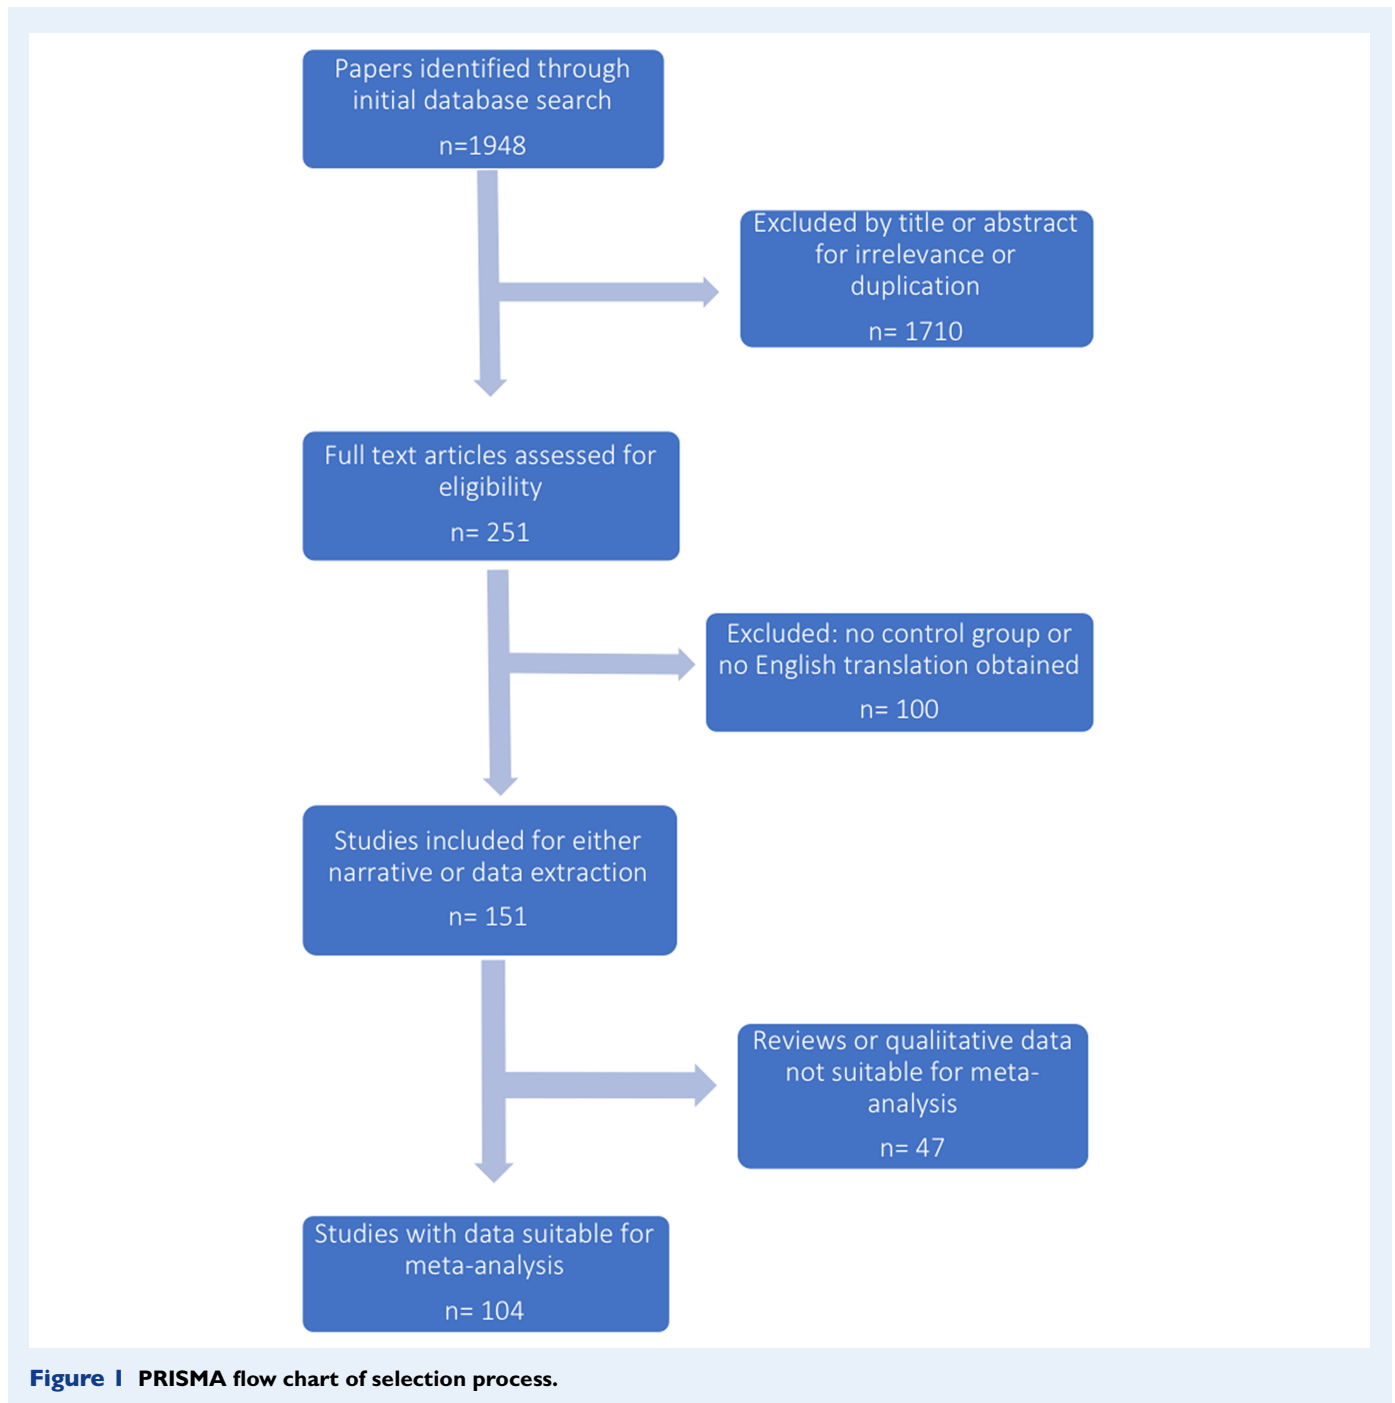 Papers identified through
initial database search
n=1948
Excluded by title or abstract
for irrelevance or
duplication
n= 1710
Full text articles assessed for
eligibility
n= 251
Excluded: no control group or
no English translation obtained
n= 100
Studies included for either
narrative or data extraction
n= 151
Reviews or qualiitative data
not suitable for meta-
analysis
n= 47
Studies with data suitable for
meta-analysis
n= 104
Figure 1 PRISMA flow chart of selection process.